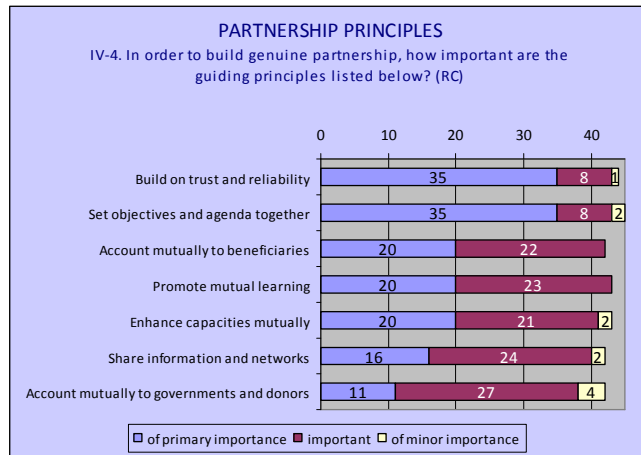 PARTNERSHIP PRINCIPLES
IV-4. In order to build genuine partnership, how important are the
guiding principles listed below? (RC)
0 10 20 30 40
Build on trust and reliability 35 8 1
Set objectives and agenda together 35 8 2
Account mutually to beneficiaries 20 22
Promote mutual learning 20 23
Enhance capacities mutually 20 21 2
Share information and networks 16 24 2
Account mutually to governments and donors 11 27 4
of primary importance important of minor importance